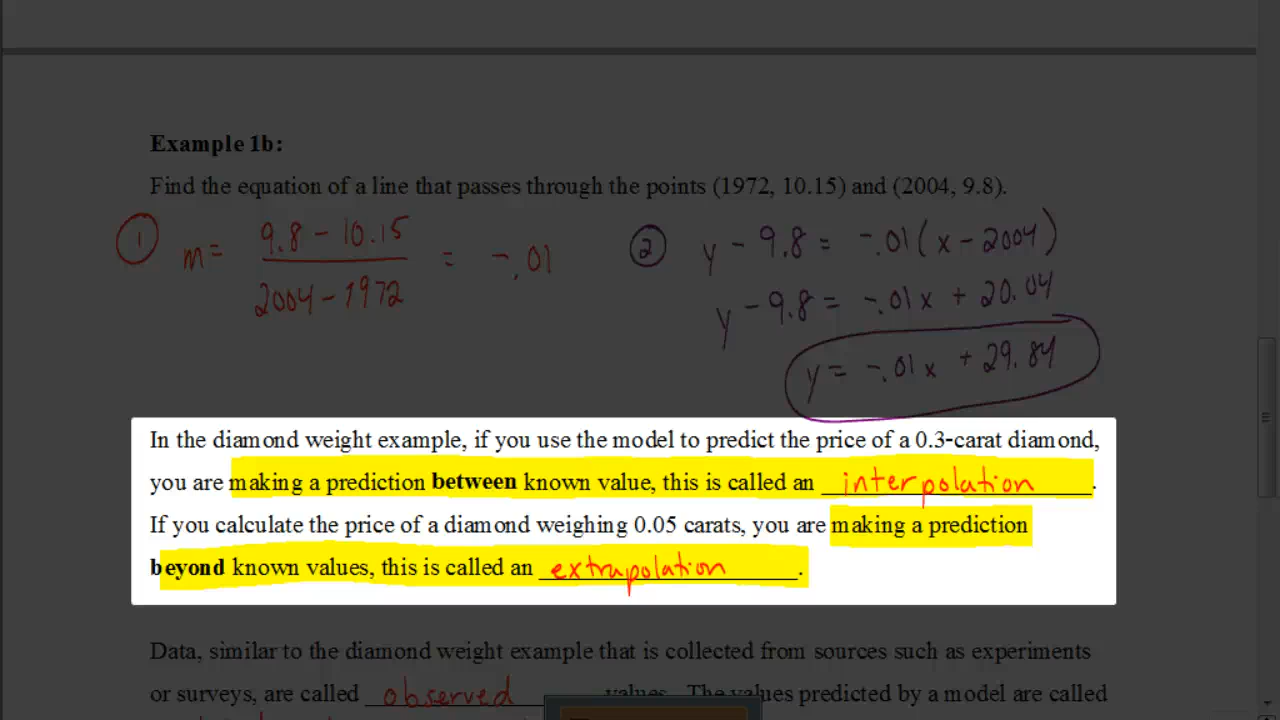 Example 1b:
Find the equation of a line that passes through the points (1972, 10.15) and (2004, 9.8).
① m = (9.8 - 10.15) / (2004 - 1972) = -.01
② y - 9.8 = -.01(x - 2004)
y - 9.8 = -.01x + 20.04
y = -.01x + 29.84
In the diamond weight example, if you use the model to predict the price of a 0.3-carat diamond,
you are making a prediction between known value, this is called an interpolation.
If you calculate the price of a diamond weighing 0.05 carats, you are making a prediction
beyond known values, this is called an extrapolation.
Data, similar to the diamond weight example that is collected from sources such as experiments
or surveys, are called observed values. The values predicted by a model are called